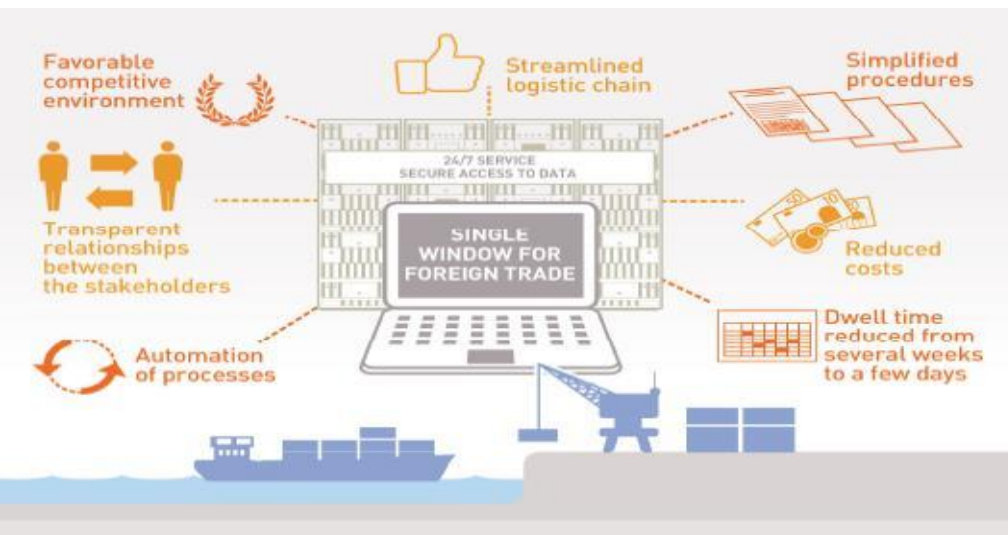 Favorable
competitive
environment
Streamlined
logistic chain
Simplified
procedures
24/7 SERVICE
SECURE ACCESS TO DATA
SINGLE
WINDOW FOR
FOREIGN TRADE
Transparent
relationships
between
the stakeholders
Reduced
costs
Automation
of processes
Dwell time
reduced from
several weeks
to a few days